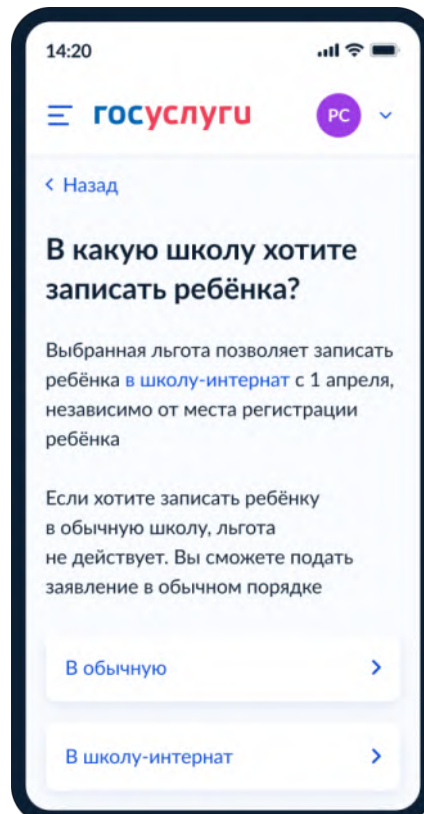 14:20
госуслуги
РС
Назад
В какую школу хотите
записать ребёнка?
Выбранная льгота позволяет записать
ребёнка в школу-интернат с 1 апреля,
независимо от места регистрации
ребёнка
Если хотите записать ребёнку
в обычную школу, льгота
не действует. Вы сможете подать
заявление в обычном порядке
В обычную
В школу-интернат